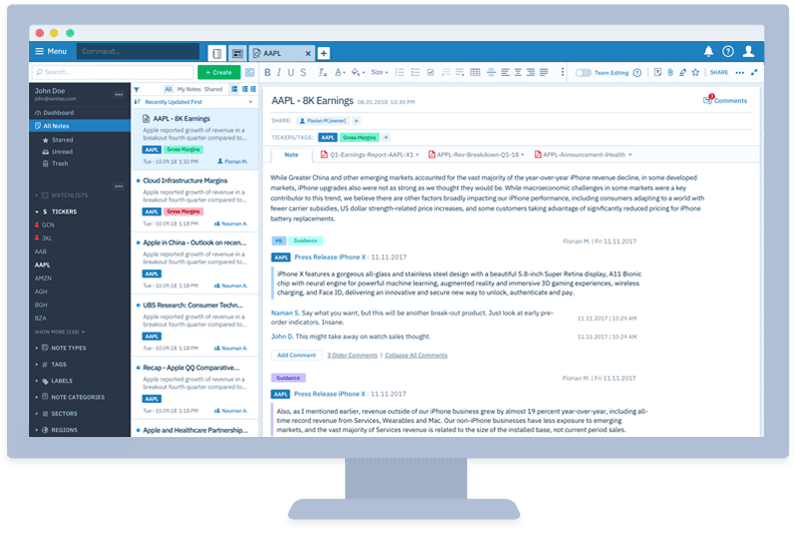 Menu
Command...
AAPL
Search...
+ Create
B I U S
Size
Team Editing
SHARE
John Doe
john@sentieo.com
Dashboard
All Notes
Starred
Unread
Trash
WATCHLISTS
$ TICKERS
GCN
JKL
AAB
AAPL
AMZN
AGH
BGH
BZA
SHOW MORE (116)
NOTE TYPES
# TAGS
LABELS
NOTE CATEGORIES
SECTORS
REGIONS
All My Notes Shared
Recently Updated First
AAPL - 8K Earnings
Apple reported growth of revenue in a
breakout fourth quarter compared to...
AAPL Gross Margins
Tue - 10.09.18 1:32 PM Florian M.
Cloud Infrastructure Margins
Apple reported growth of revenue in a
breakout fourth quarter compared to...
AAPL Gross Margins
Tue - 10.09.18 1:18 PM Nauman A.
Apple in China - Outlook on recen...
Apple reported growth of revenue in a
breakout fourth quarter compared to...
AAPL
Tue - 10.09.18 1:18 PM Nauman A.
UBS Research: Consumer Techn...
Apple reported growth of revenue in a
breakout fourth quarter compared to...
AAPL
Tue - 10.09.18 1:18 PM Nauman A.
Recap - Apple QQ Comparative...
Apple reported growth of revenue in a
breakout fourth quarter compared to...
AAPL
Tue - 10.09.18 1:18 PM Nauman A.
Apple and Healthcare Partnership...
AAPL - 8K Earnings 08.01.2018 10:30 PM
Comments
SHARE: Florian M.[owner] +
TICKERS/TAGS: AAPL Gross Margins +
Note
Q1-Earnings-Report-AAPL-X1
APPL-Rev-Breakdown-Q1-18
APPL-Announcement-iHealth
While Greater China and other emerging markets accounted for the vast majority of the year-over-year iPhone revenue decline, in some developed
markets, iPhone upgrades also were not as strong as we thought they would be. While macroeconomic challenges in some markets were a key
contributor to this trend, we believe there are other factors broadly impacting our iPhone performance, including consumers adapting to a world with
fewer carrier subsidies, US dollar strength-related price increases, and some customers taking advantage of significantly reduced pricing for iPhone
battery replacements.
PR Guidance
Florian M. | Fri 11.11.2017
AAPL Press Release iPhone X | 11.11.2017
iPhone X features a gorgeous all-glass and stainless steel design with a beautiful 5.8-inch Super Retina display, A11 Bionic
chip with neural engine for powerful machine learning, augmented reality and immersive 3D gaming experiences, wireless
charging, and Face ID, delivering an innovative and secure new way to unlock, authenticate and pay.
Naman S. Say what you want, but this will be another break-out product. Just look at early pre-
order indicators. Insane.
11.11.2017 | 10:29 AM
John D. This might take away on watch sales thought.
11.11.2017 | 10:29 AM
Add Comment 3 Older Comments | Collapse All Comments
Guidance
Florian M. | Fri 11.11.2017
AAPL Press Release iPhone X | 11.11.2017
Also, as I mentioned earlier, revenue outside of our iPhone business grew by almost 19 percent year-over-year, including all-
time record revenue from Services, Wearables and Mac. Our non-iPhone businesses have less exposure to emerging
markets, and the vast majority of Services revenue is related to the size of the installed base, not current period sales.